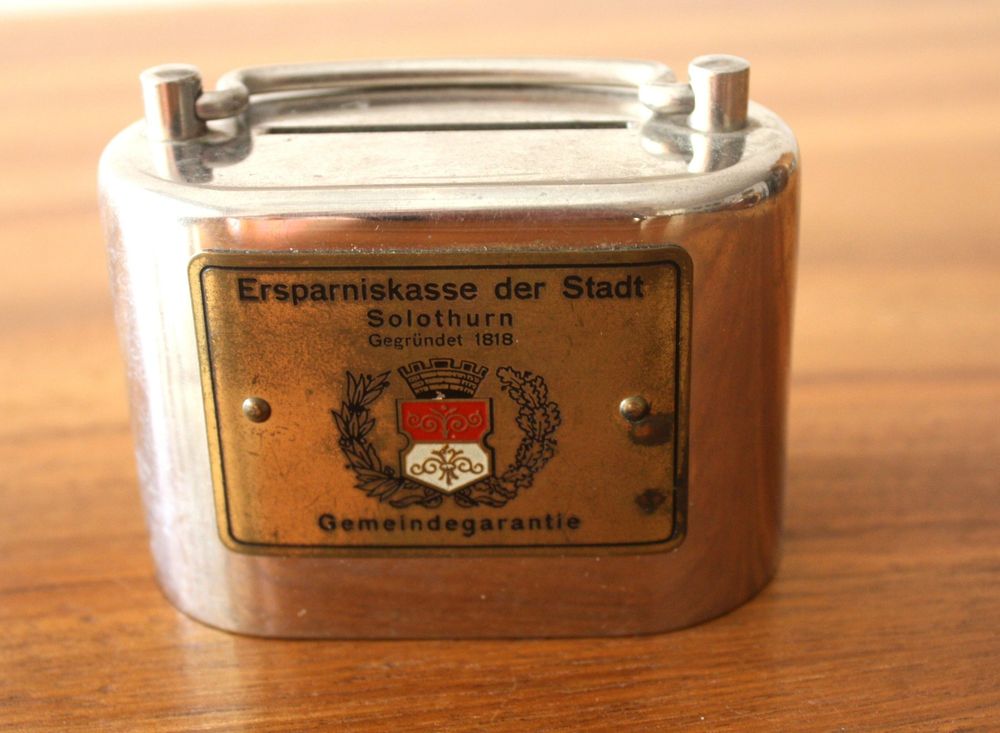 Ersparniskasse der Stadt
Solothurn
Gegründet 1818
Gemeindegarantie